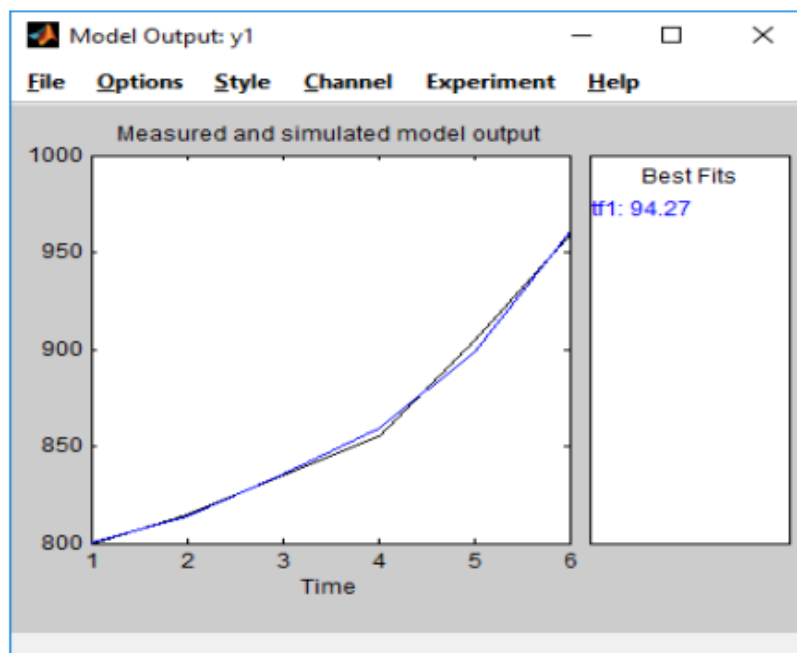 Model Output: y1
File Options Style Channel Experiment Help
Measured and simulated model output
1000
950
900
850
800
1 2 3 4 5 6
Time
Best Fits
tf1: 94.27